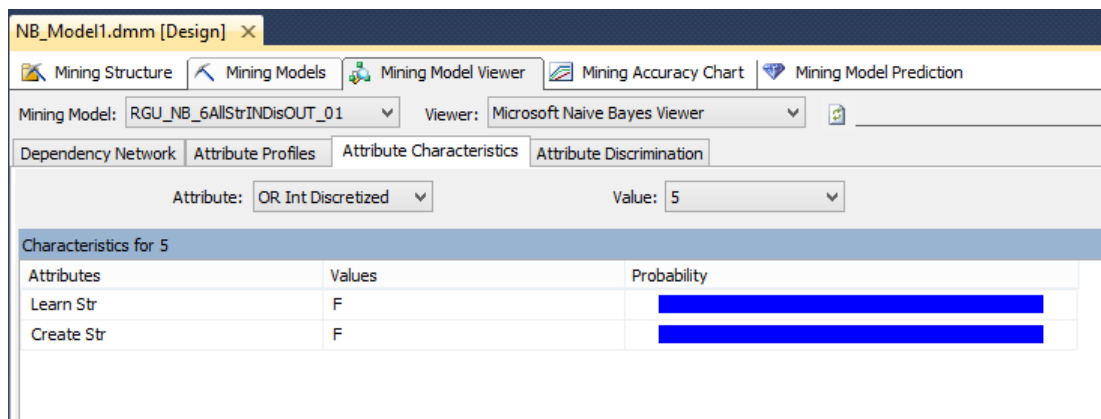 NB_Model1.dmm [Design]
Mining Structure Mining Models Mining Model Viewer Mining Accuracy Chart Mining Model Prediction
Mining Model: RGU_NB_6AllStrINDisOUT_01 Viewer: Microsoft Naive Bayes Viewer
Dependency Network Attribute Profiles Attribute Characteristics Attribute Discrimination
Attribute: OR Int Discretized Value: 5
Characteristics for 5
Attributes Values Probability
Learn Str F
Create Str F